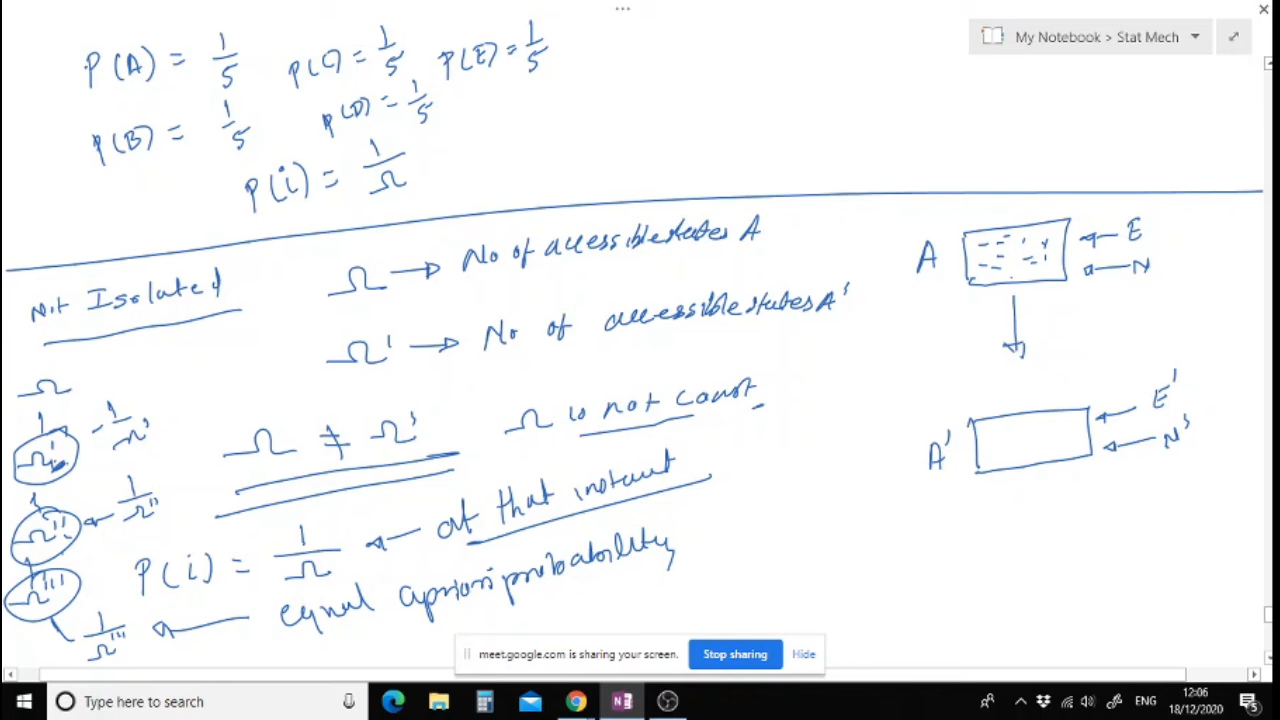 My Notebook > Stat Mech
P(A) = 1/5 P(C) = 1/5 P(E) = 1/5
P(B) = 1/5 P(D) = 1/5
P(i) = 1/Ω
Not Isolated
Ω → No of accessible states A
Ω' → No of accessible states A'
A
E
N
Ω ≠ Ω' Ω is not const
A'
E'
N'
Ω
Ω' - 1/Ω'
Ω'' ← 1/Ω''
Ω'''
1/Ω''' ← equal apriori probability
P(i) = 1/Ω ← at that instant
meet.google.com is sharing your screen. Stop sharing Hide
Type here to search
ENG
12:06
18/12/2020
5